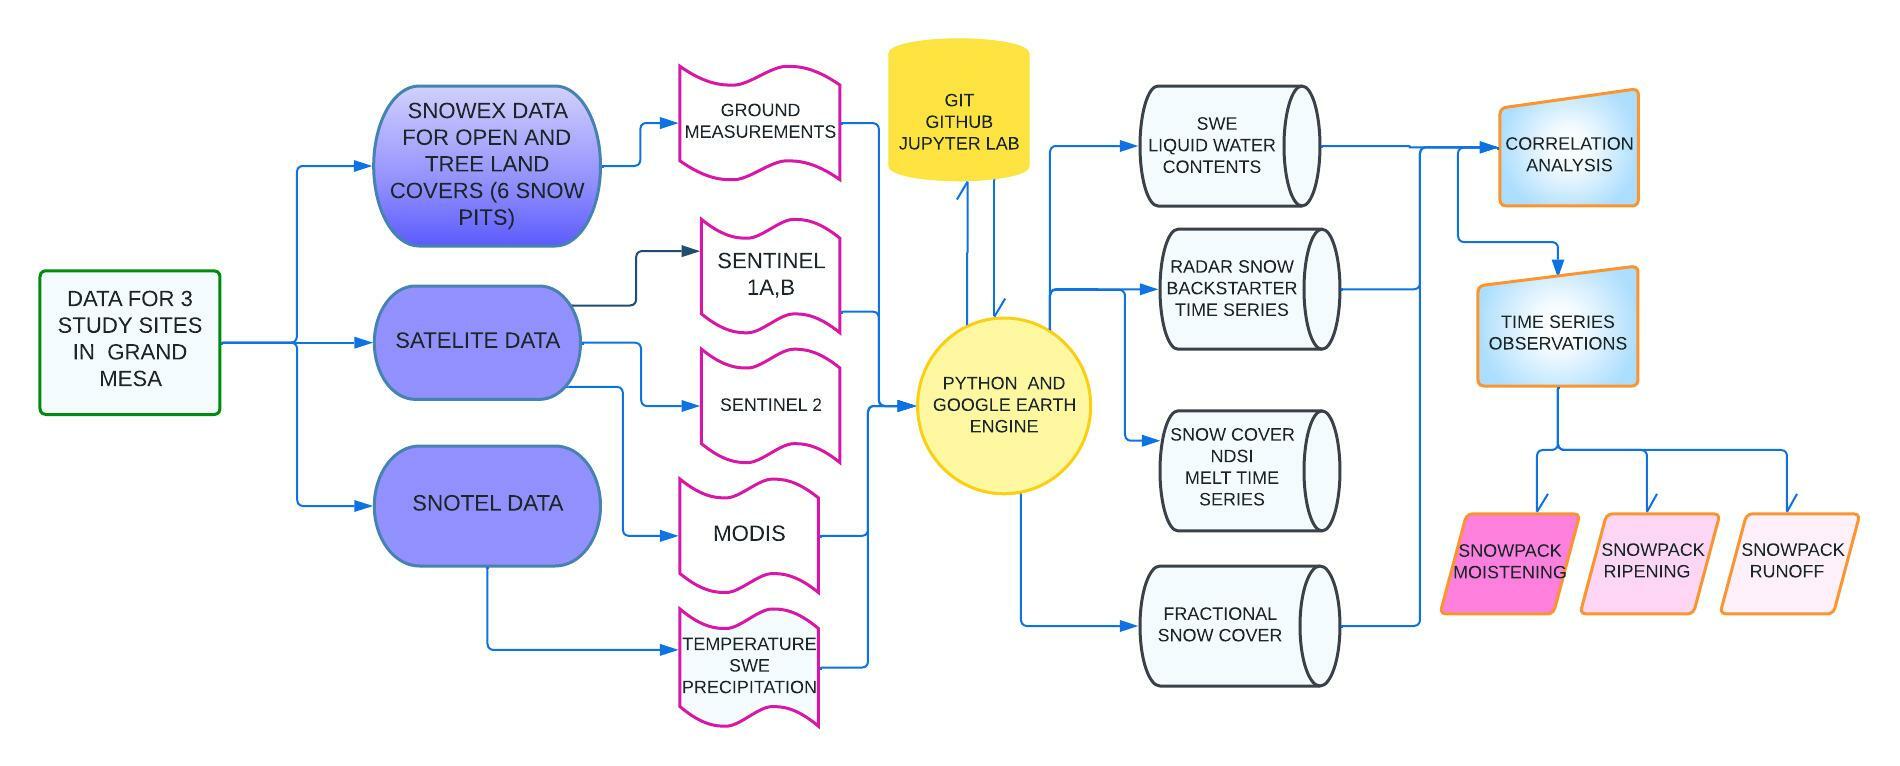 DATA FOR 3
STUDY SITES
IN GRAND
MESA
SNOWEX DATA
FOR OPEN AND
TREE LAND
COVERS (6 SNOW
PITS)
SATELITE DATA
SNOTEL DATA
GROUND
MEASUREMENTS
SENTINEL
1A,B
SENTINEL 2
MODIS
TEMPERATURE
SWE
PRECIPITATION
GIT
GITHUB
JUPYTER LAB
PYTHON AND
GOOGLE EARTH
ENGINE
SWE
LIQUID WATER
CONTENTS
RADAR SNOW
BACKSTARTER
TIME SERIES
SNOW COVER
NDSI
MELT TIME
SERIES
FRACTIONAL
SNOW COVER
CORRELATION
ANALYSIS
TIME SERIES
OBSERVATIONS
SNOWPACK
MOISTENING
SNOWPACK
RIPENING
SNOWPACK
RUNOFF